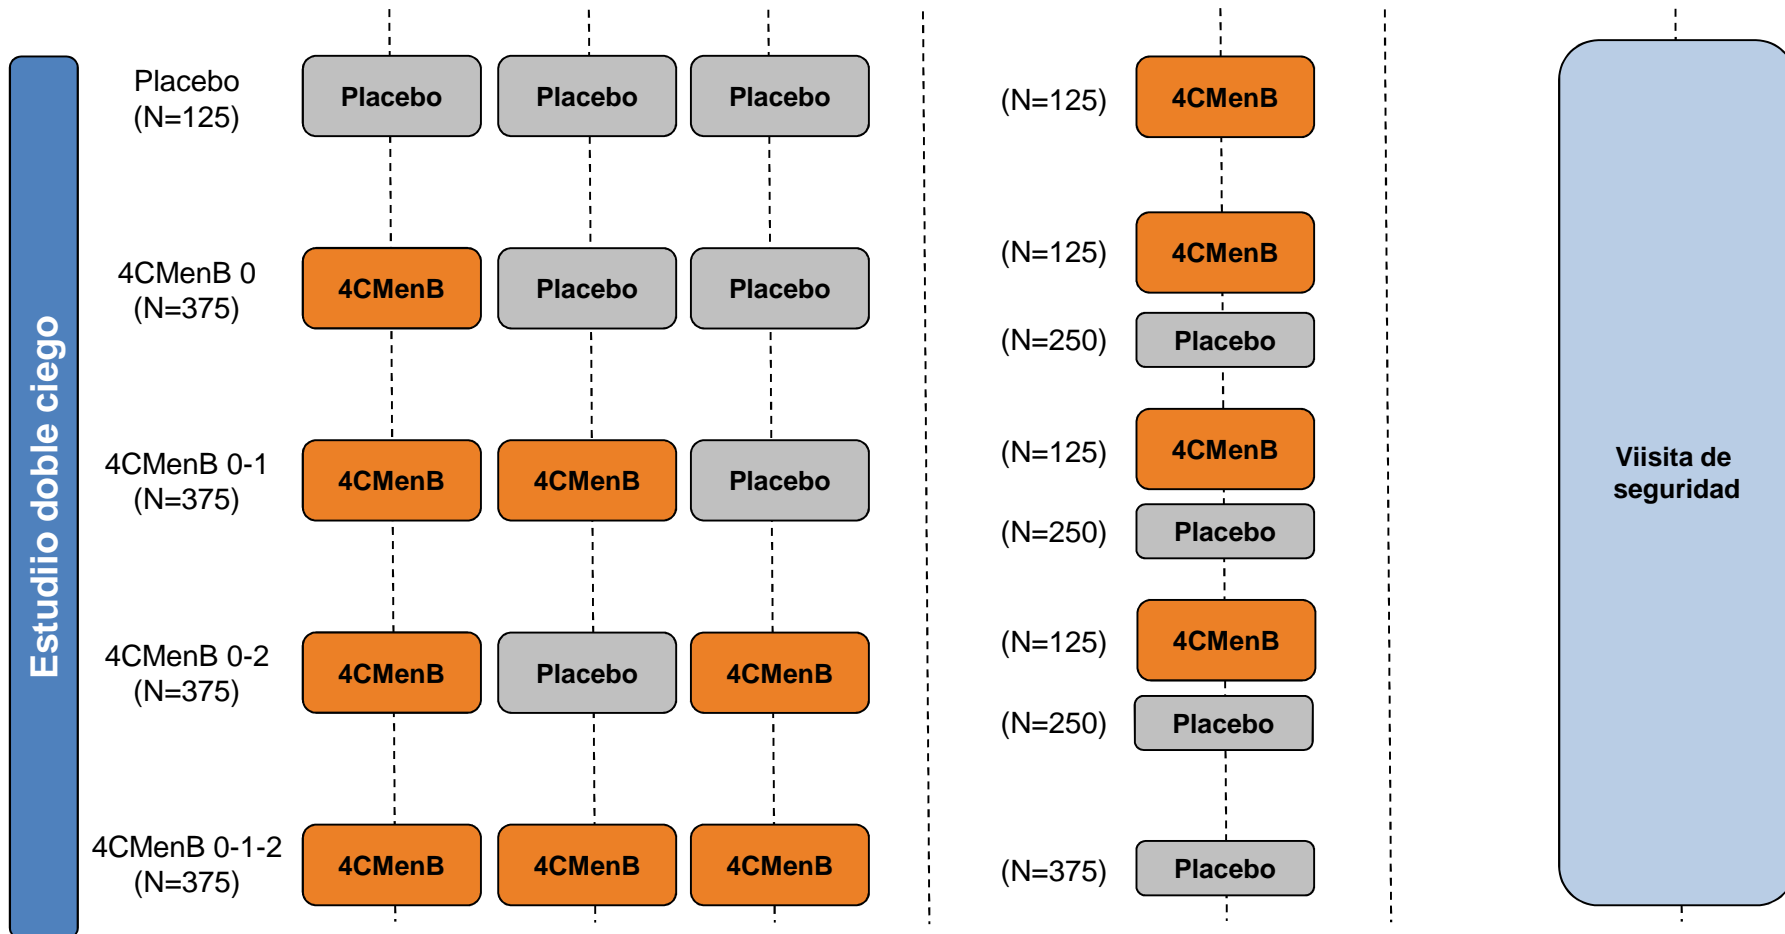 Estudiio doble ciego
Placebo
(N=125)
Placebo
Placebo
Placebo
(N=125)
4CMenB
4CMenB 0
(N=375)
4CMenB
Placebo
Placebo
(N=125)
4CMenB
(N=250)
Placebo
4CMenB 0-1
(N=375)
4CMenB
4CMenB
Placebo
(N=125)
4CMenB
(N=250)
Placebo
4CMenB 0-2
(N=375)
4CMenB
Placebo
4CMenB
(N=125)
4CMenB
(N=250)
Placebo
4CMenB 0-1-2
(N=375)
4CMenB
4CMenB
4CMenB
(N=375)
Placebo
Viisita de
seguridad